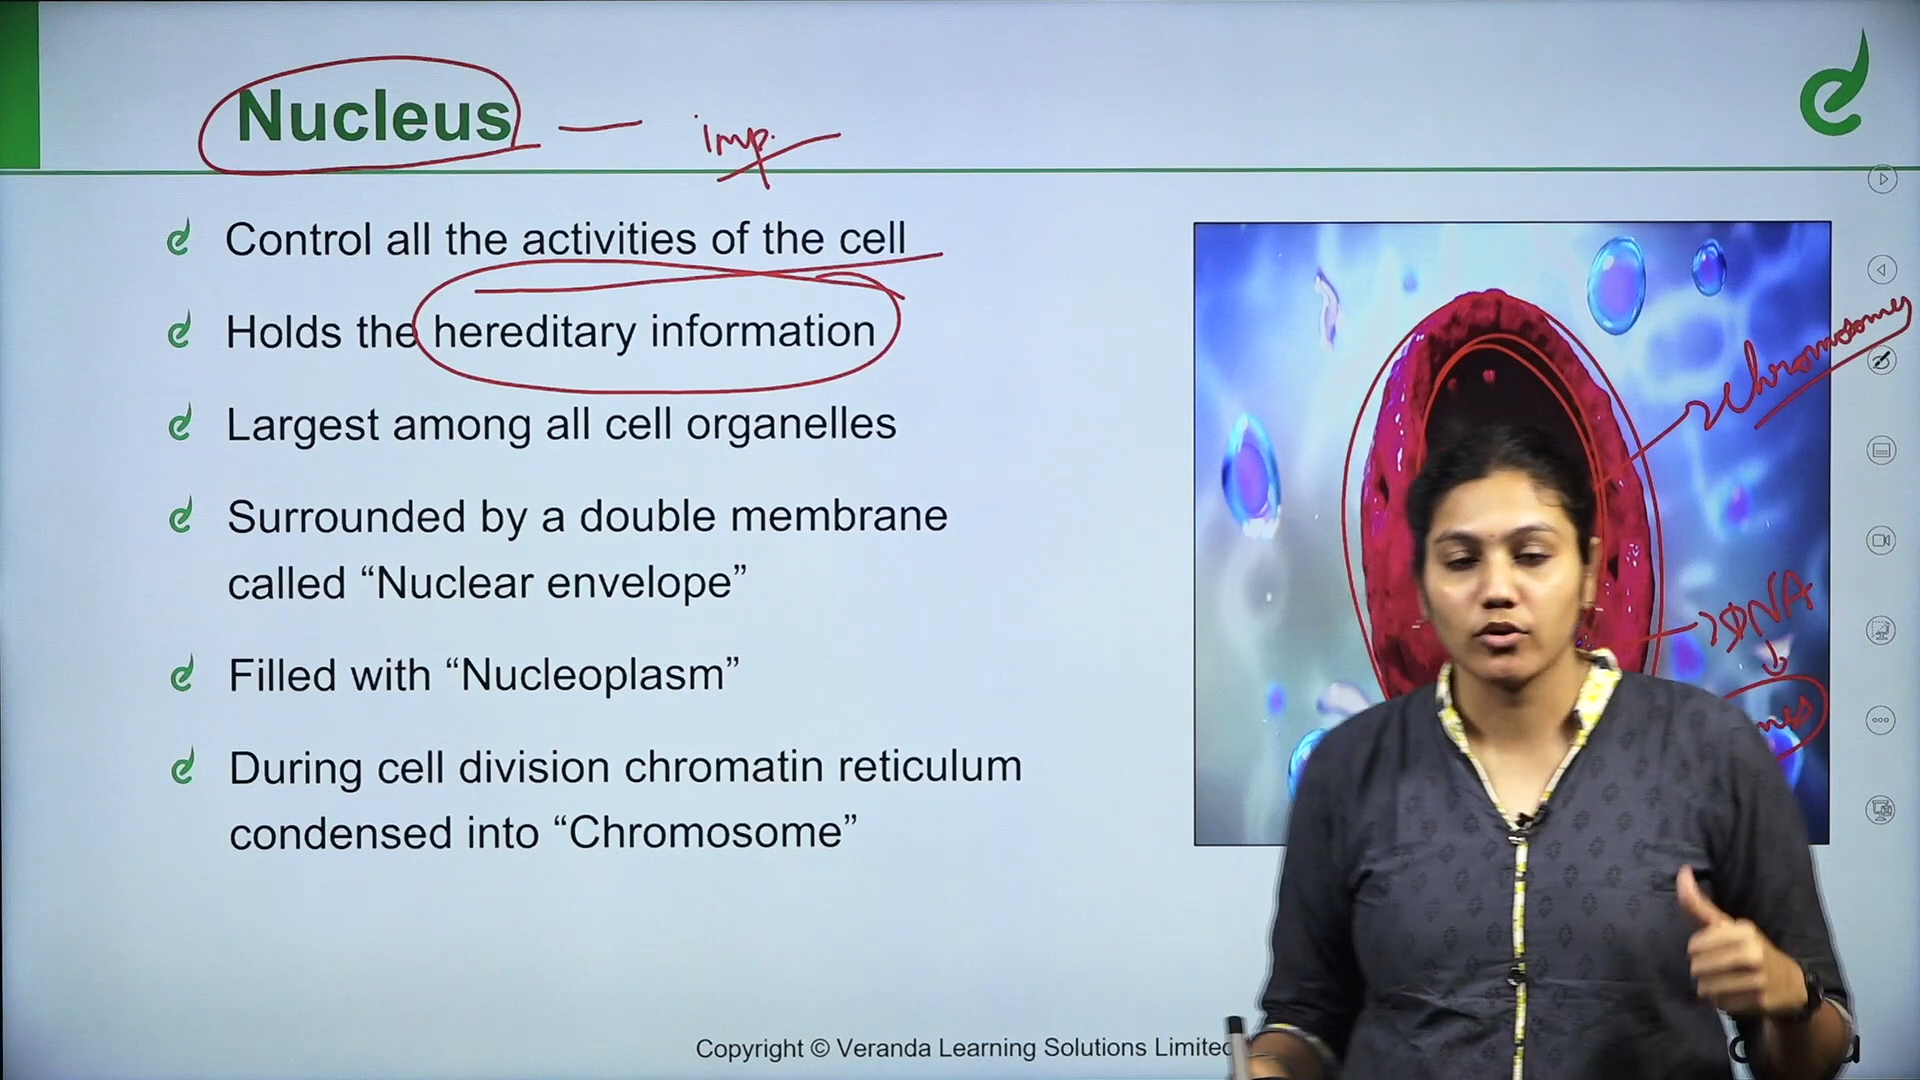 Nucleus
imp.
Control all the activities of the cell
Holds the hereditary information
Largest among all cell organelles
Surrounded by a double membrane
called “Nuclear envelope”
Filled with “Nucleoplasm”
During cell division chromatin reticulum
condensed into “Chromosome”
chromosomes
DNA
Copyright © Veranda Learning Solutions Limited